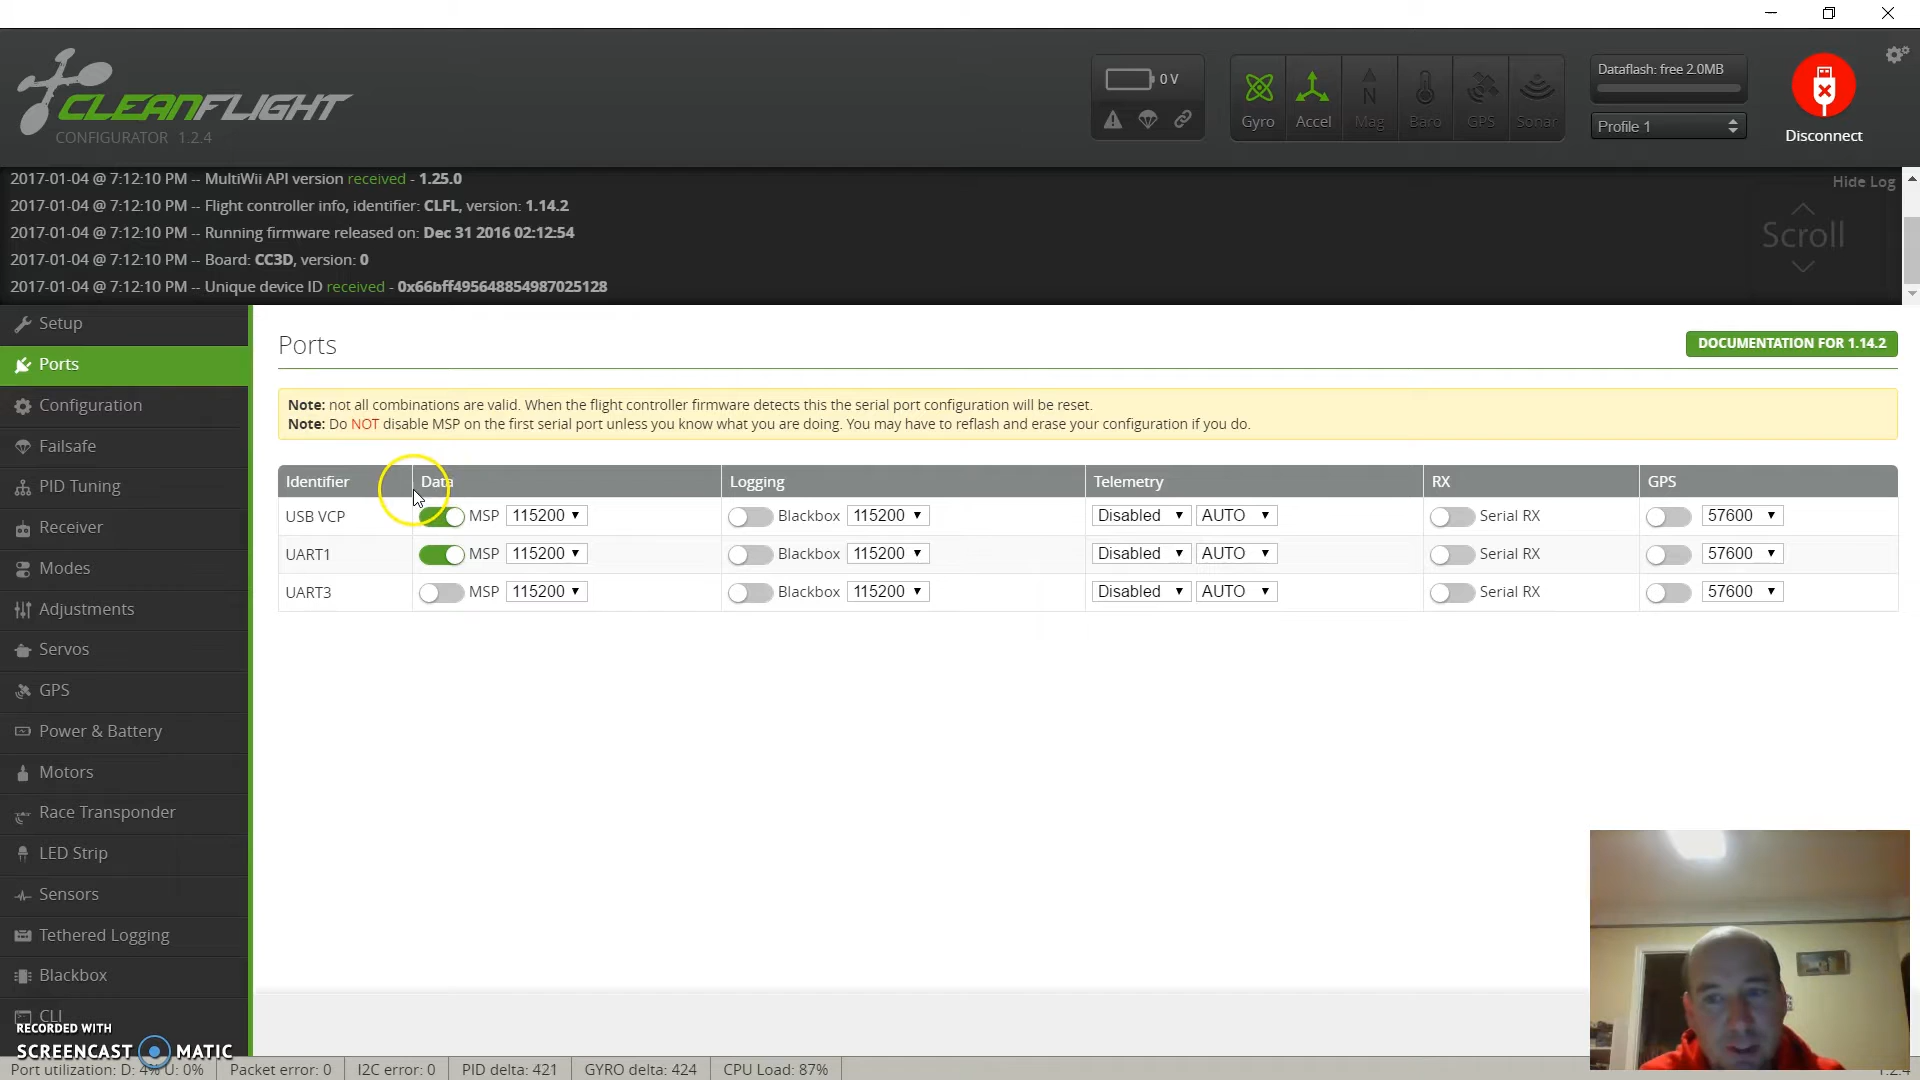 0 V
Dataflash: free 2.0MB
CLEANFLIGHT
CONFIGURATOR 1.2.4
Gyro Accel Mag Baro GPS Sonar
Profile 1
Disconnect
2017-01-04 @ 7:12:10 PM -- MultiWii API version received - 1.25.0
Hide Log
2017-01-04 @ 7:12:10 PM -- Flight controller info, identifier: CLFL, version: 1.14.2
2017-01-04 @ 7:12:10 PM -- Running firmware released on: Dec 31 2016 02:12:54
Scroll
2017-01-04 @ 7:12:10 PM -- Board: CC3D, version: 0
2017-01-04 @ 7:12:10 PM -- Unique device ID received - 0x66bff495648854987025128
Setup
Ports
Configuration
Failsafe
PID Tuning
Receiver
Modes
Adjustments
Servos
GPS
Power & Battery
Motors
Race Transponder
LED Strip
Sensors
Tethered Logging
Blackbox
CLI
Ports
DOCUMENTATION FOR 1.14.2
Note: not all combinations are valid. When the flight controller firmware detects this the serial port configuration will be reset.
Note: Do NOT disable MSP on the first serial port unless you know what you are doing. You may have to reflash and erase your configuration if you do.
Identifier Data Logging Telemetry RX GPS
USB VCP MSP 115200 Blackbox 115200 Disabled AUTO Serial RX 57600
UART1 MSP 115200 Blackbox 115200 Disabled AUTO Serial RX 57600
UART3 MSP 115200 Blackbox 115200 Disabled AUTO Serial RX 57600
RECORDED WITH
SCREENCAST MATIC
Port utilization: D: 4% U: 0% Packet error: 0 I2C error: 0 PID delta: 421 GYRO delta: 424 CPU Load: 87% 1.2.4